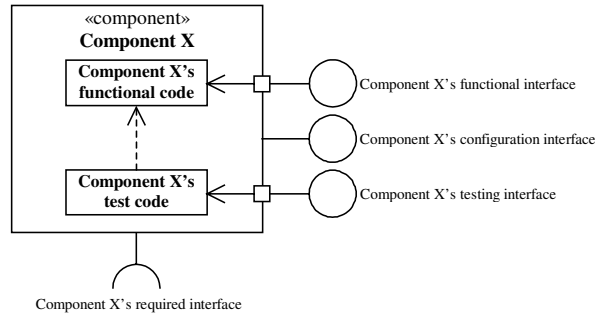 «component»
Component X
Component X's
functional code
Component X's functional interface
Component X's configuration interface
Component X's
test code
Component X's testing interface
Component X's required interface